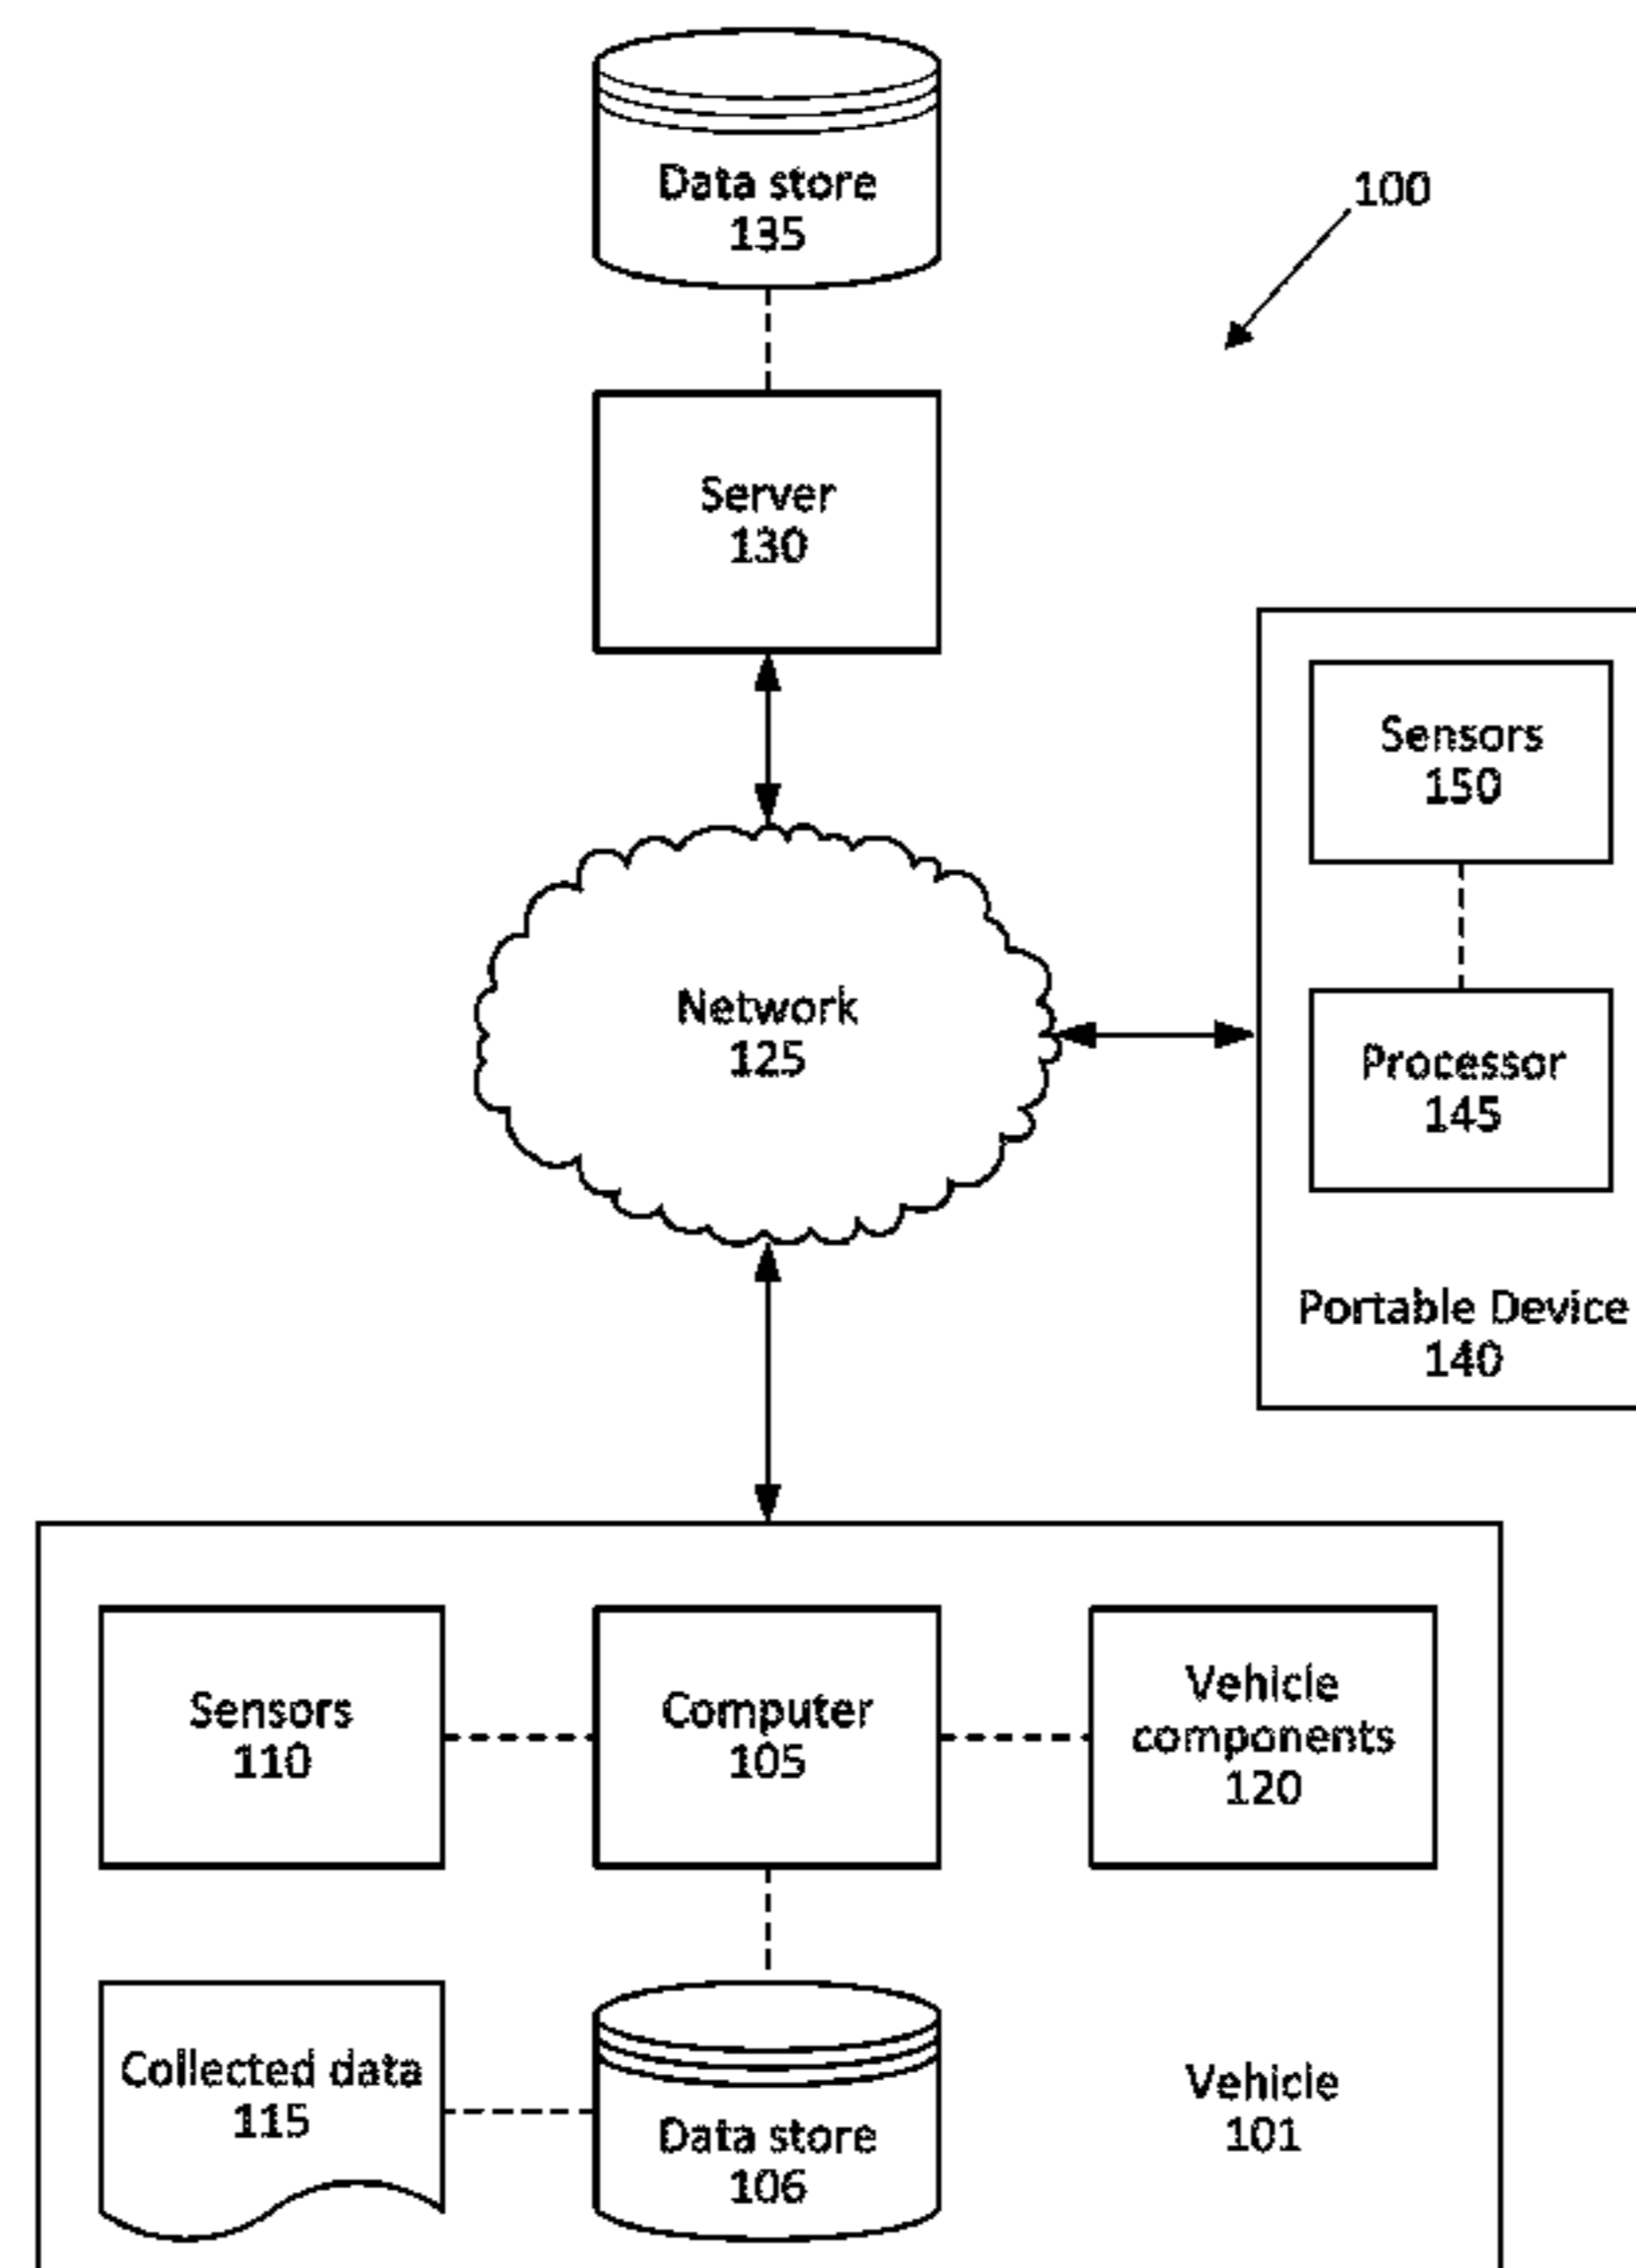 Data store
135
100
Server
130
Sensors
150
Network
125
Processor
145
Portable Device
140
Sensors
110
Computer
105
Vehicle
components
120
Collected data
115
Data store
106
Vehicle
101